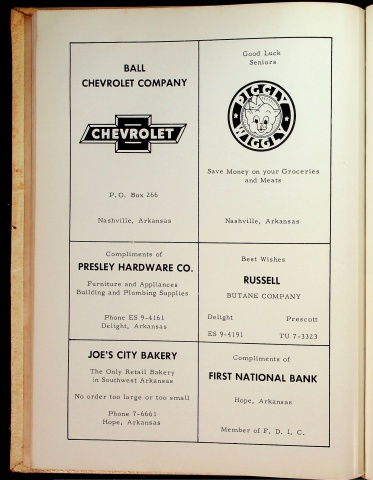 BALL
CHEVROLET COMPANY
CHEVROLET
P.O. Box 266
Nashville, Arkansas
Good Luck
Seniors
PIGGLY
WIGGLY
Save Money on your Groceries
and Meats
Nashville, Arkansas
Compliments of
PRESLEY HARDWARE CO.
Furniture and Appliances
Building and Plumbing Supplies
Phone ES 9-4161
Delight, Arkansas
Best Wishes
RUSSELL
BUTANE COMPANY
Delight Prescott
ES 9-4191 TU 7-3323
JOE'S CITY BAKERY
The Only Retail Bakery
in Southwest Arkansas
No order too large or too small
Phone 7-6661
Hope, Arkansas
Compliments of
FIRST NATIONAL BANK
Hope, Arkansas
Member of F. D. I. C.